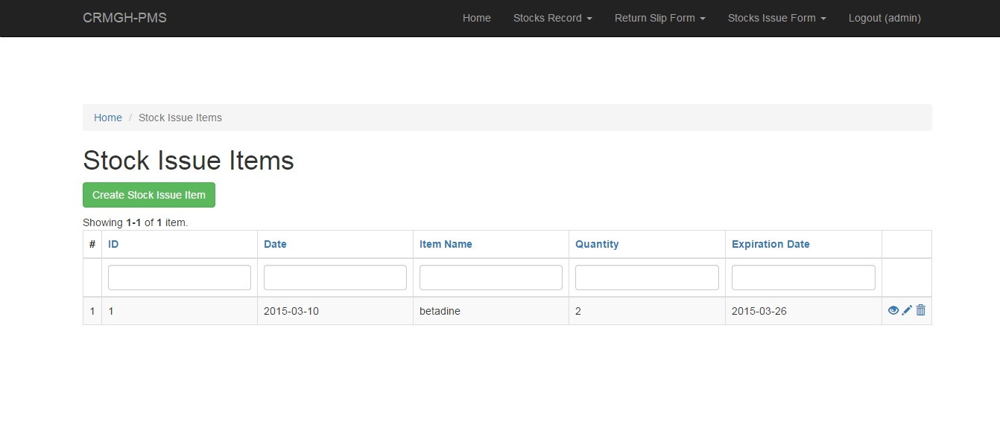 CRMGH-PMS Home Stocks Record Return Slip Form Stocks Issue Form Logout (admin)
Home / Stock Issue Items
Stock Issue Items
Create Stock Issue Item
Showing 1-1 of 1 item.
# ID Date Item Name Quantity Expiration Date
1 1 2015-03-10 betadine 2 2015-03-26